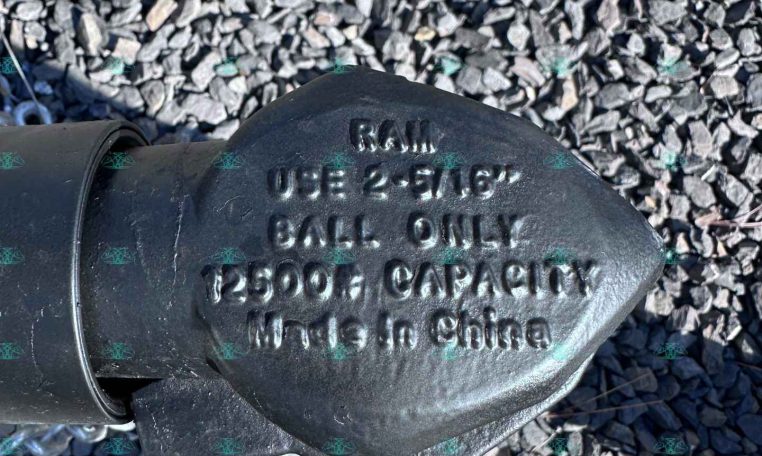 RAM
USE 2-5/16"
BALL ONLY
12500# CAPACITY
Made In China